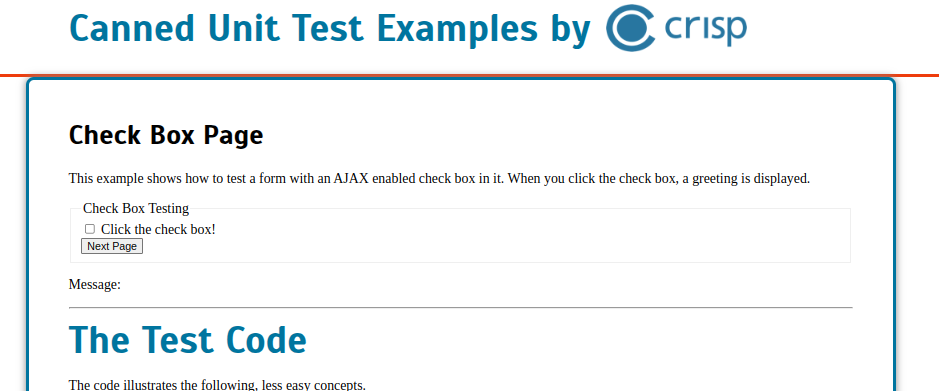 Canned Unit Test Examples by crisp
Check Box Page
This example shows how to test a form with an AJAX enabled check box in it. When you click the check box, a greeting is displayed.
Check Box Testing
Click the check box!
Next Page
Message:
The Test Code
The code illustrates the following, less easy concepts.